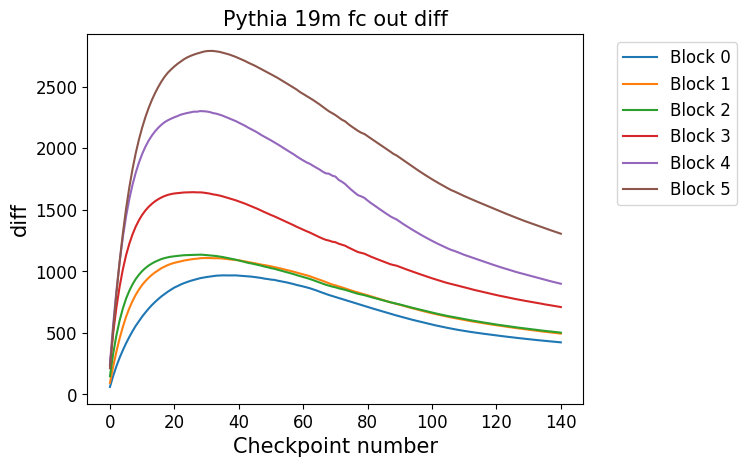 Pythia 19m fc out diff
diff
2500
2000
1500
1000
500
0
0 20 40 60 80 100 120 140
Checkpoint number
Block 0
Block 1
Block 2
Block 3
Block 4
Block 5